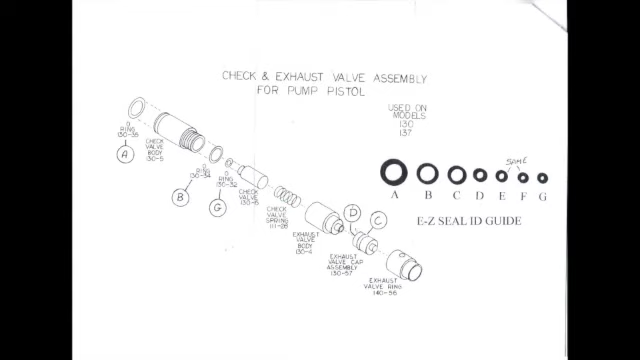 CHECK & EXHAUST VALVE ASSEMBLY
FOR PUMP PISTOL
USED ON
MODELS
130
137
O
RING
130-35
A
CHECK
VALVE
BODY
130-5
O
RING
130-34
B
O
RING
130-32
G
CHECK
VALVE
130-6
CHECK
VALVE
SPRING
111-28
EXHAUST
VALVE
BODY
130-4
D
C
EXHAUST
VALVE CAP
ASSEMBLY
130-57
EXHAUST
VALVE RING
140-56
SAME
A B C D E F G
E-Z SEAL ID GUIDE